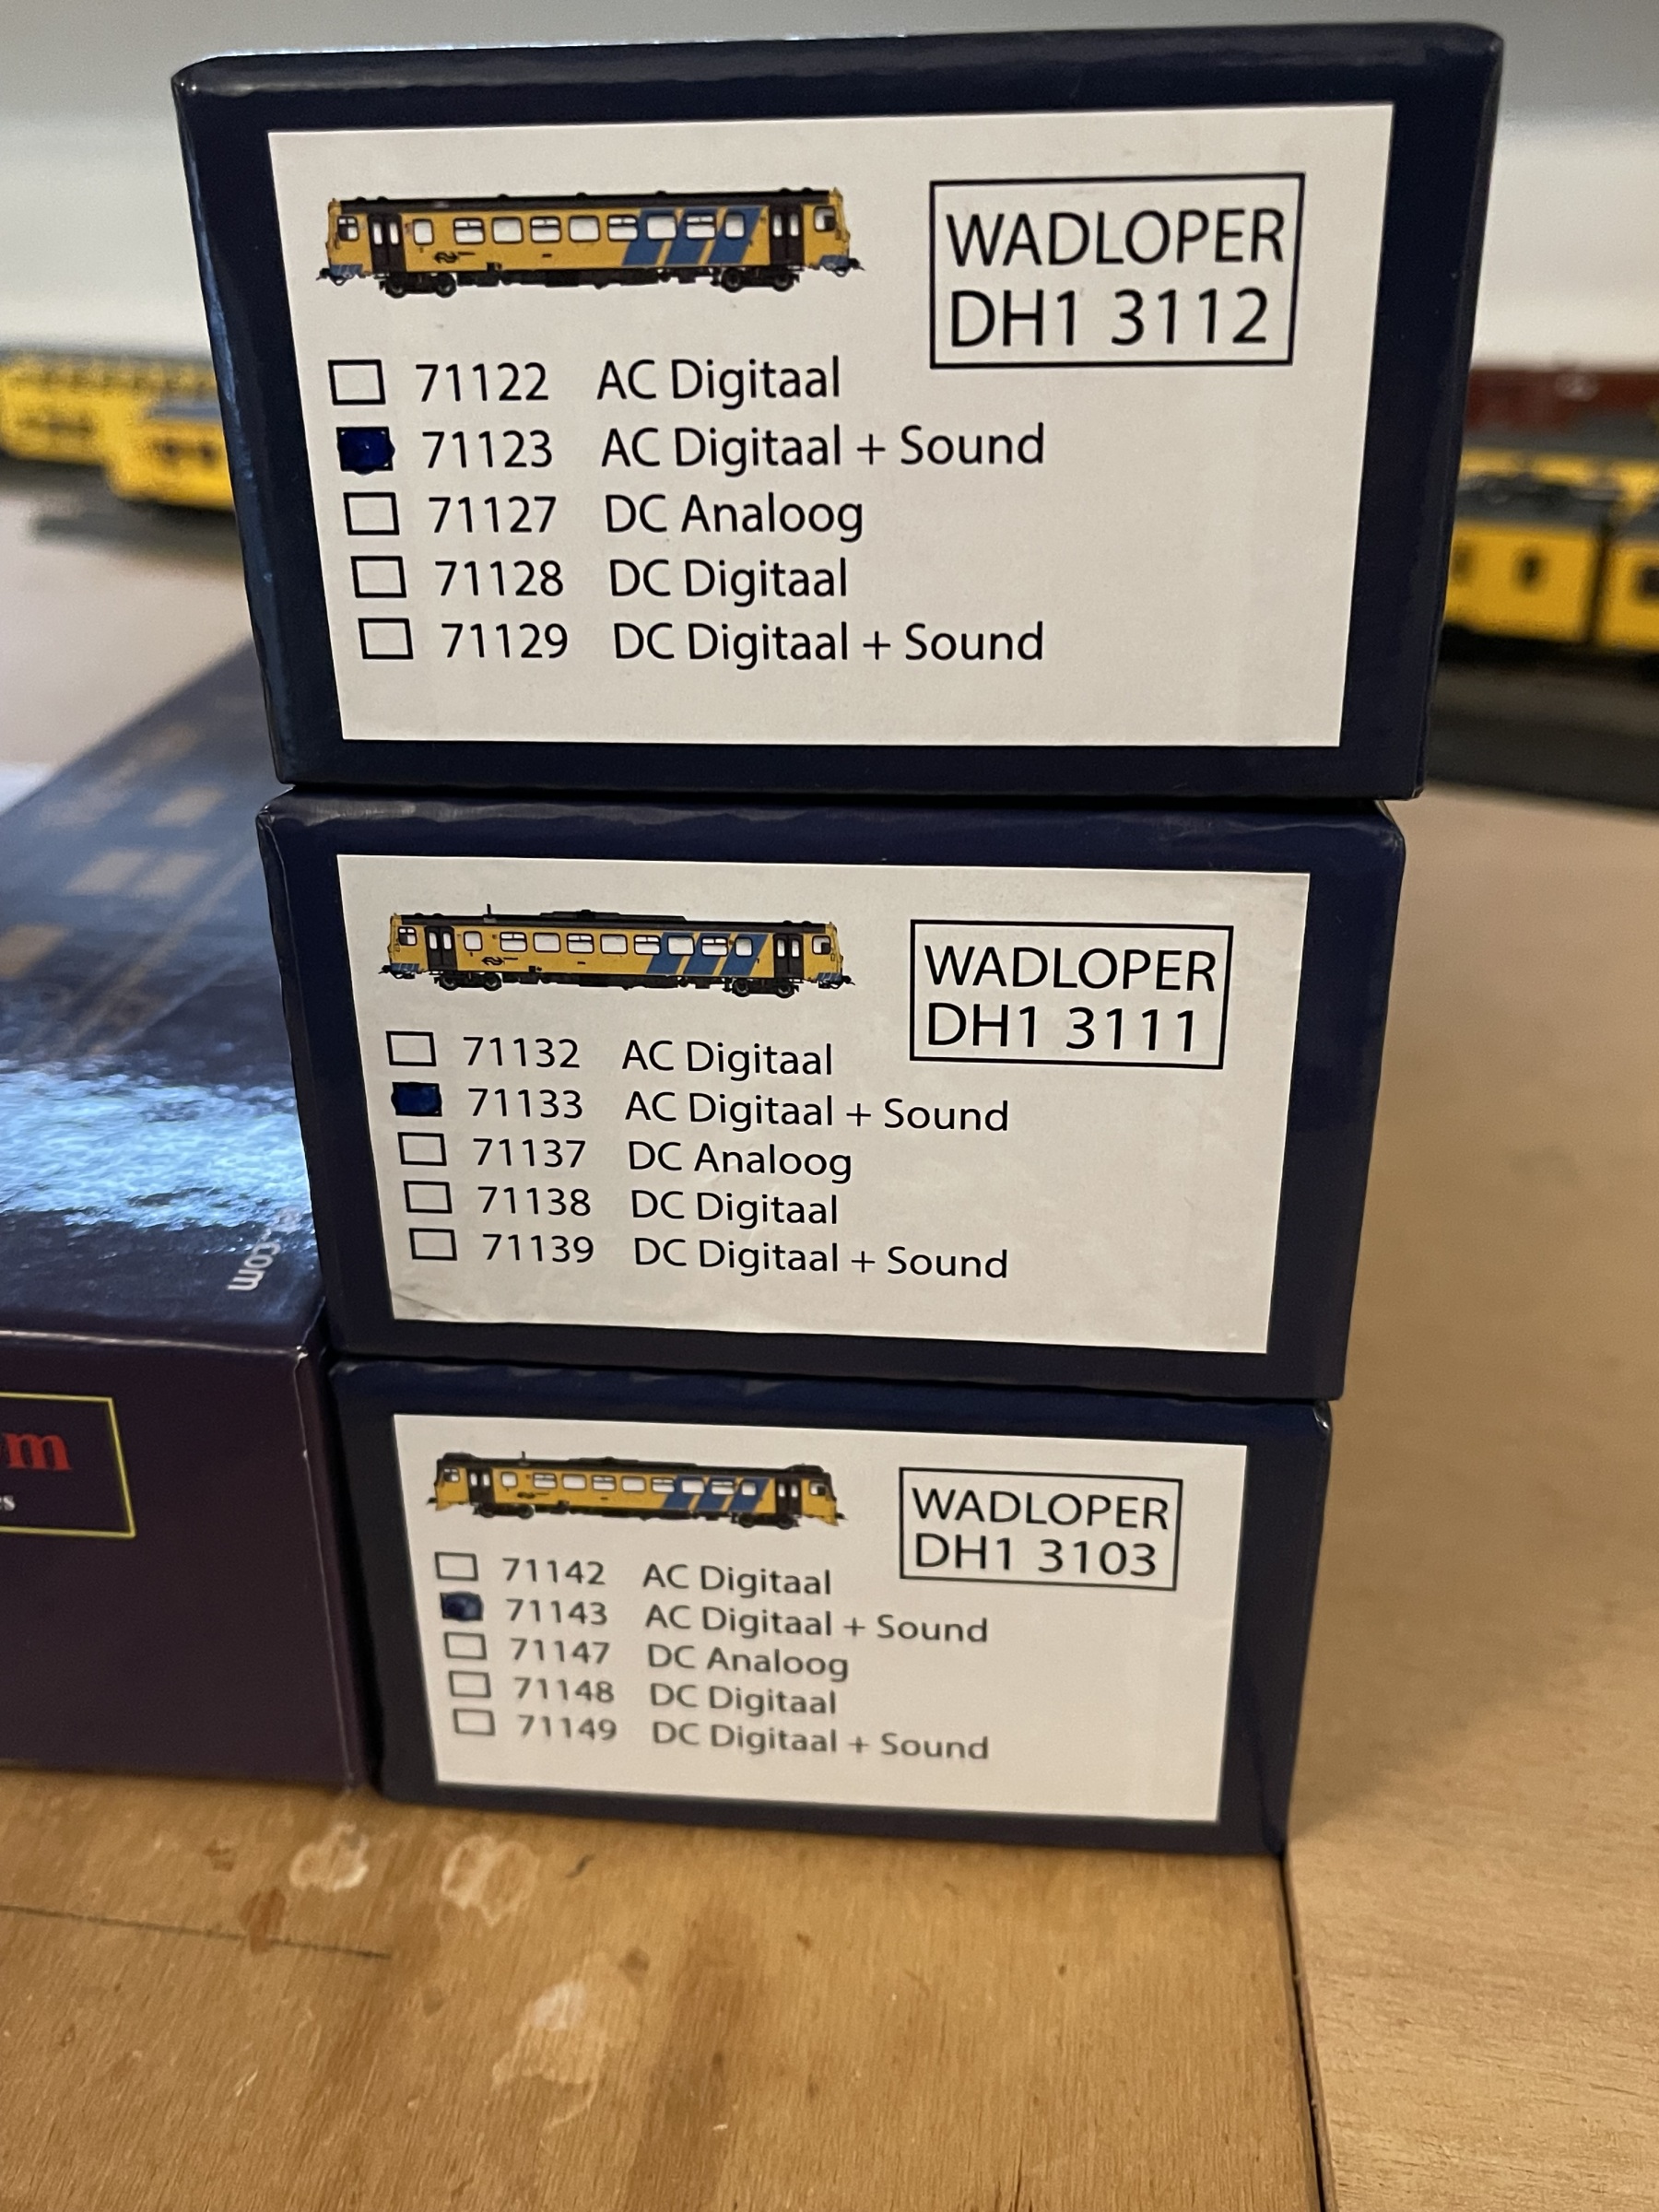 WADLOPER
DH1 3112
71122 AC Digitaal
71123 AC Digitaal + Sound
71127 DC Analoog
71128 DC Digitaal
71129 DC Digitaal + Sound
WADLOPER
DH1 3111
71132 AC Digitaal
71133 AC Digitaal + Sound
71137 DC Analoog
71138 DC Digitaal
71139 DC Digitaal + Sound
WADLOPER
DH1 3103
71142 AC Digitaal
71143 AC Digitaal + Sound
71147 DC Analoog
71148 DC Digitaal
71149 DC Digitaal + Sound
.com